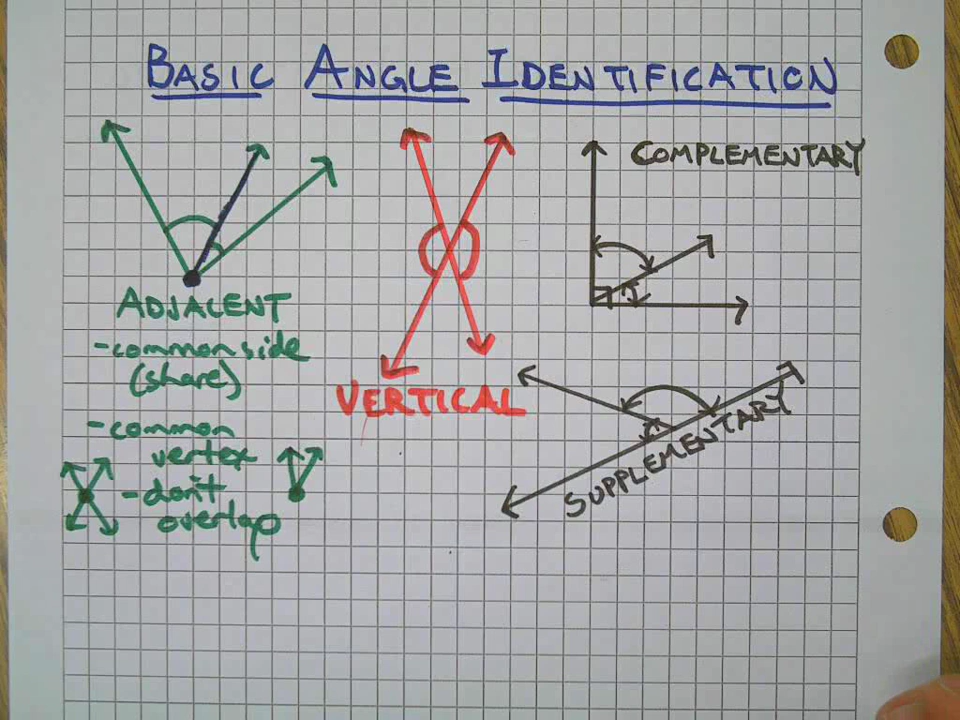 BASIC ANGLE IDENTIFICATION
COMPLEMENTARY
ADJACENT
-common side
(share)
-common
vertex
-don't
overlap
VERTICAL
SUPPLEMENTARY